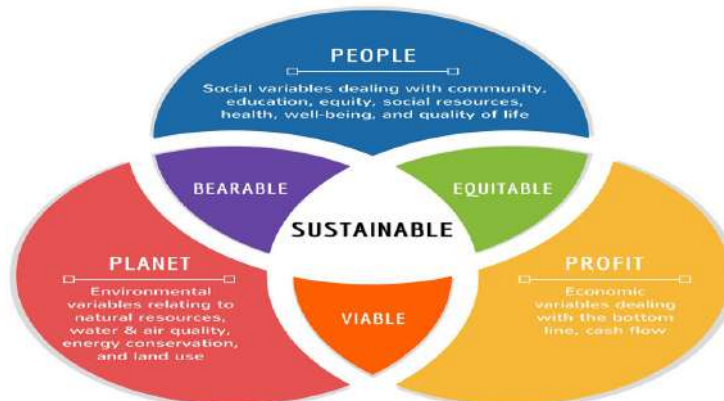 PEOPLE
Social variables dealing with community,
education, equity, social resources,
health, well-being, and quality of life
BEARABLE
EQUITABLE
SUSTAINABLE
PLANET
Environmental
variables relating to
natural resources,
water & air quality,
energy conservation,
and land use
PROFIT
Economic
variables dealing
with the bottom
line, cash flow
VIABLE